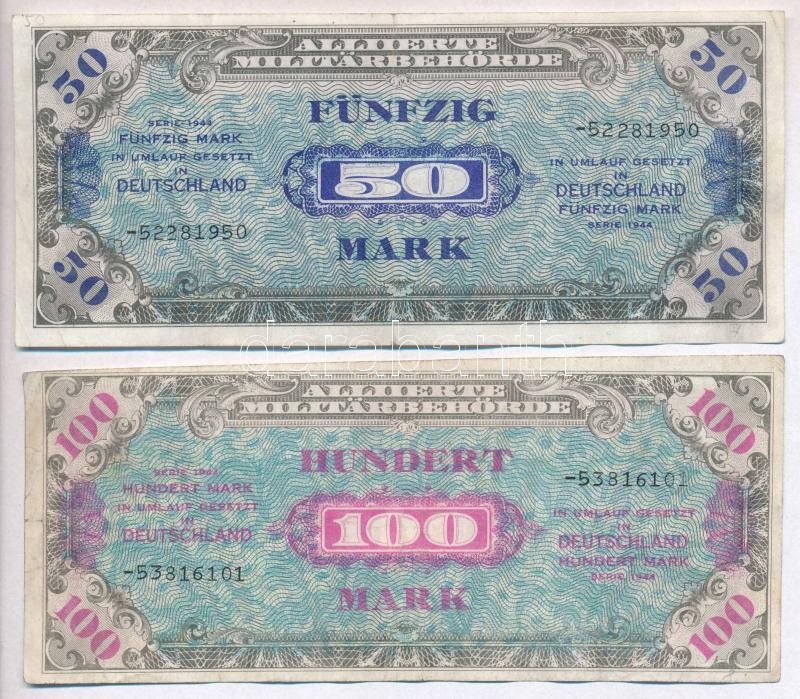 50
50
50
ALLIIERTE
MILITÄRBEHÖRDE
50
FÜNFZIG
SERIE 1944
FÜNFZIG MARK
IN UMLAUF GESETZT
IN
DEUTSCHLAND
-52281950
-52281950
50
IN UMLAUF GESETZT
IN
DEUTSCHLAND
FÜNFZIG MARK
SERIE 1944
MARK
50
50
darabanth
100
ALLIIERTE
MILITÄRBEHÖRDE
100
HUNDERT
SERIE 1944
HUNDERT MARK
IN UMLAUF GESETZT
IN
DEUTSCHLAND
-53816101
-53816101
100
IN UMLAUF GESETZT
IN
DEUTSCHLAND
HUNDERT MARK
SERIE 1944
MARK
100
100